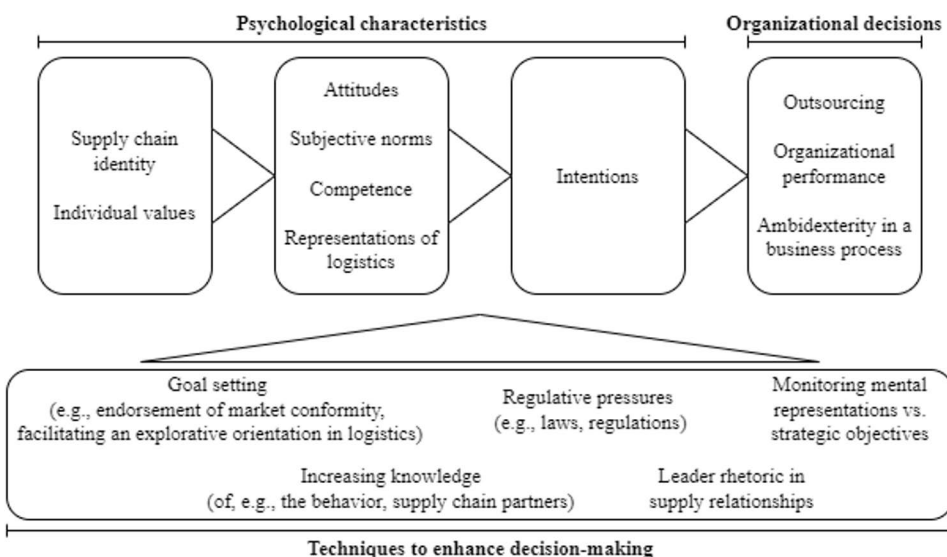 Psychological characteristics
Organizational decisions
Supply chain
identity
Individual values
Attitudes
Subjective norms
Competence
Representations of
logistics
Intentions
Outsourcing
Organizational
performance
Ambidexterity in a
business process
Goal setting
(e.g., endorsement of market conformity,
facilitating an explorative orientation in logistics)
Regulative pressures
(e.g., laws, regulations)
Monitoring mental
representations vs.
strategic objectives
Increasing knowledge
(of, e.g., the behavior, supply chain partners)
Leader rhetoric in
supply relationships
Techniques to enhance decision-making